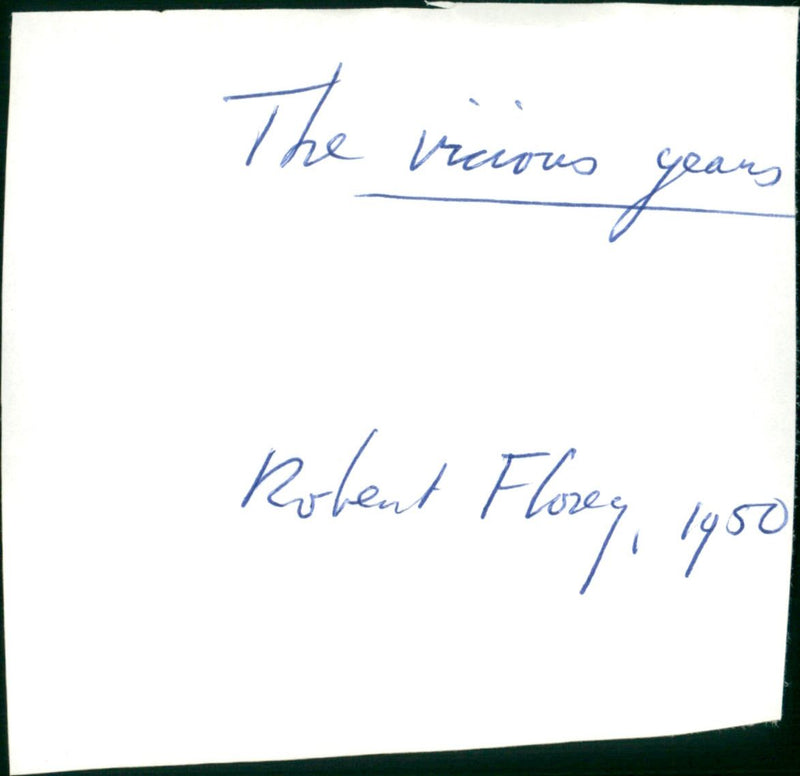 The vicious years
Robert Florey, 1950